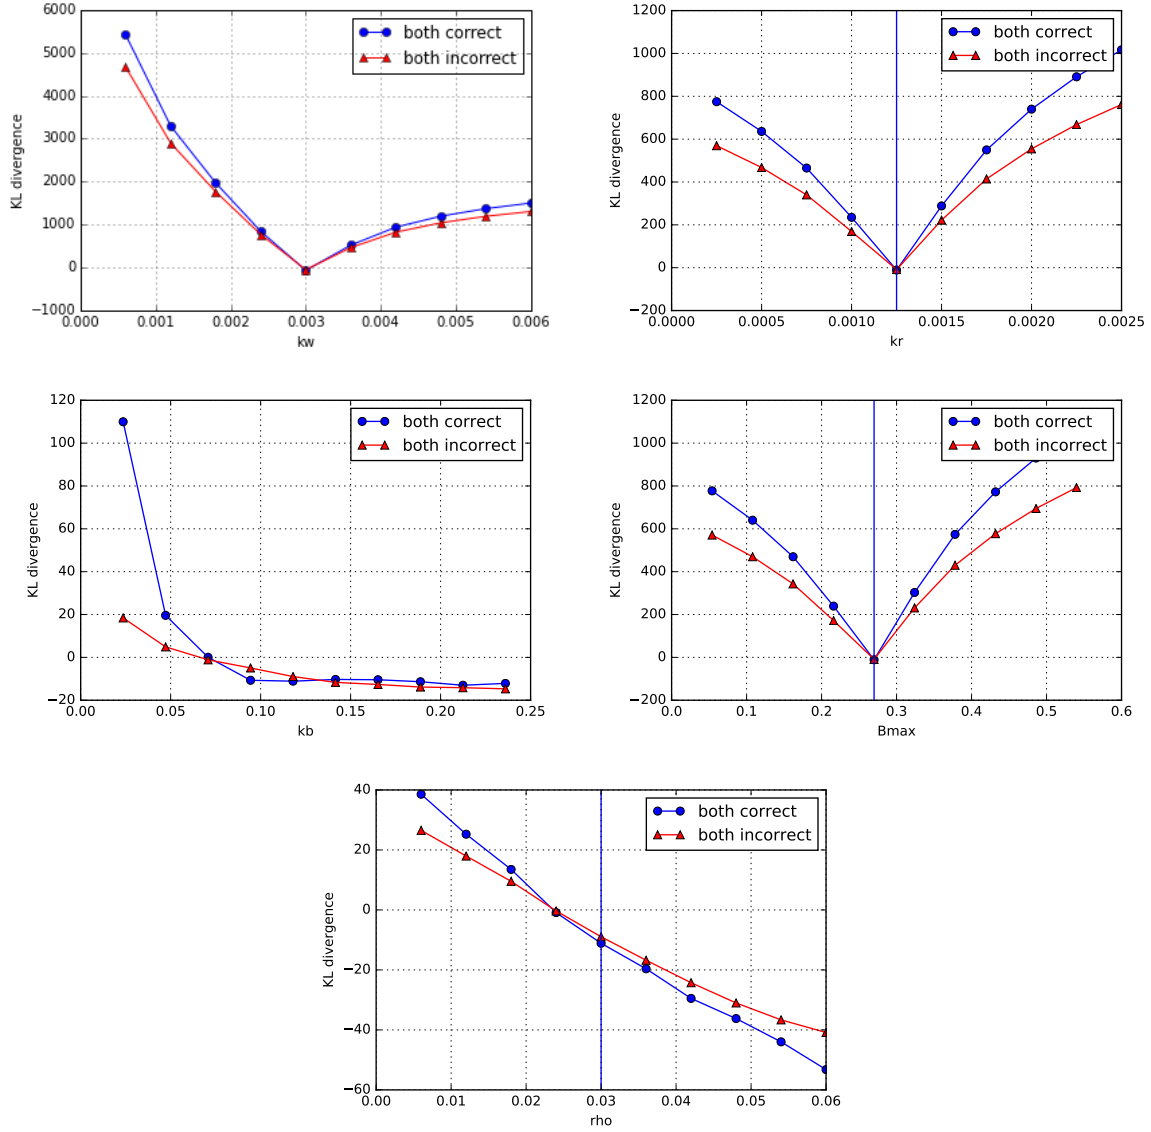 6000
5000
4000
3000
2000
1000
0
−1000
KL divergence
both correct
both incorrect
0.000 0.001 0.002 0.003 0.004 0.005 0.006
kw
1200
1000
800
600
400
200
0
−200
KL divergence
both correct
both incorrect
0.0000 0.0005 0.0010 0.0015 0.0020 0.0025
kr
120
100
80
60
40
20
0
−20
KL divergence
both correct
both incorrect
0.00 0.05 0.10 0.15 0.20 0.25
kb
1200
1000
800
600
400
200
0
−200
KL divergence
both correct
both incorrect
0.0 0.1 0.2 0.3 0.4 0.5 0.6
Bmax
40
20
0
−20
−40
−60
KL divergence
both correct
both incorrect
0.00 0.01 0.02 0.03 0.04 0.05 0.06
rho